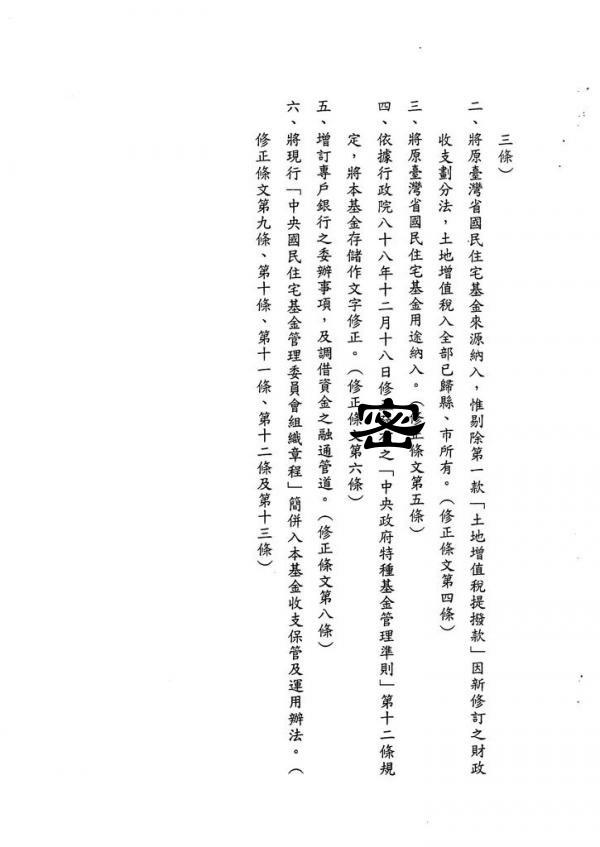 三條）
二、將原臺灣省國民住宅基金來源納入，惟剔除第一款「土地增值稅提撥款」因新修訂之財政
收支劃分法，土地增值稅入全部已歸縣、市所有。（修正條文第四條）
三、將原臺灣省國民住宅基金用途納入。（修正條文第五條）
四、依據行政院八十八年十二月十八日修 之「中央政府特種基金管理準則」第十二條規
定，將本基金存儲作文字修正。（修正條文第六條）
五、增訂專戶銀行之委辦事項，及調借資金之融通管道。（修正條文第八條）
六、將現行「中央國民住宅基金管理委員會組織章程」簡併入本基金收支保管及運用辦法。（
修正條文第九條、第十條、第十一條、第十二條及第十三條）
密